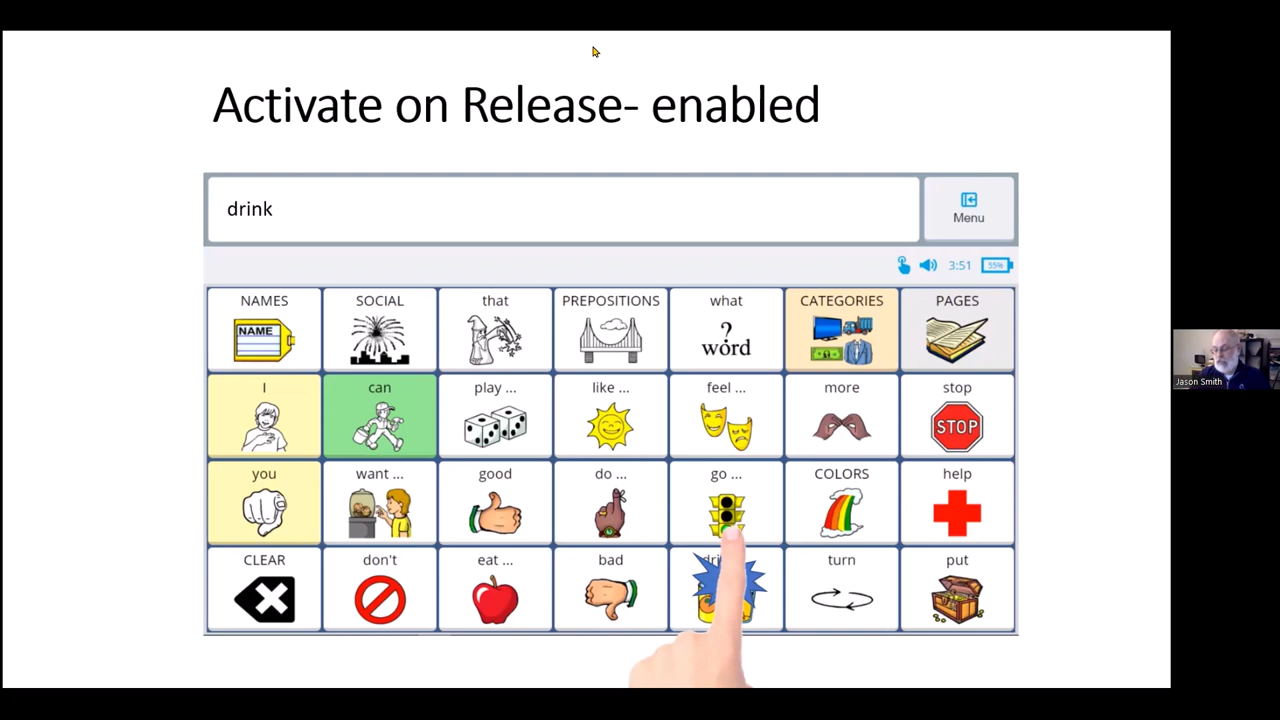 Activate on Release- enabled
drink
Menu
3:51 55%
NAMES SOCIAL that PREPOSITIONS what CATEGORIES PAGES
NAME ? word
I can play ... like ... feel ... more stop
STOP
Jason Smith
you want ... good do ... go ... COLORS help
CLEAR don't eat ... bad turn put